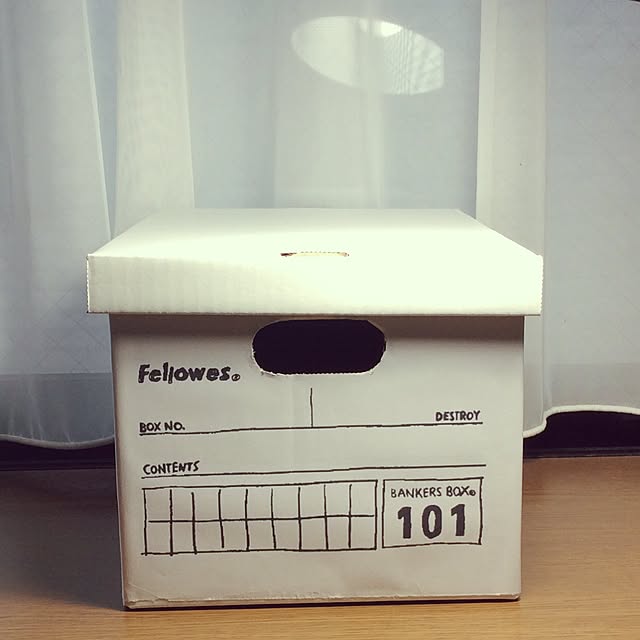 Fellowes®
BOX NO. DESTROY
CONTENTS
BANKERS BOX®
101